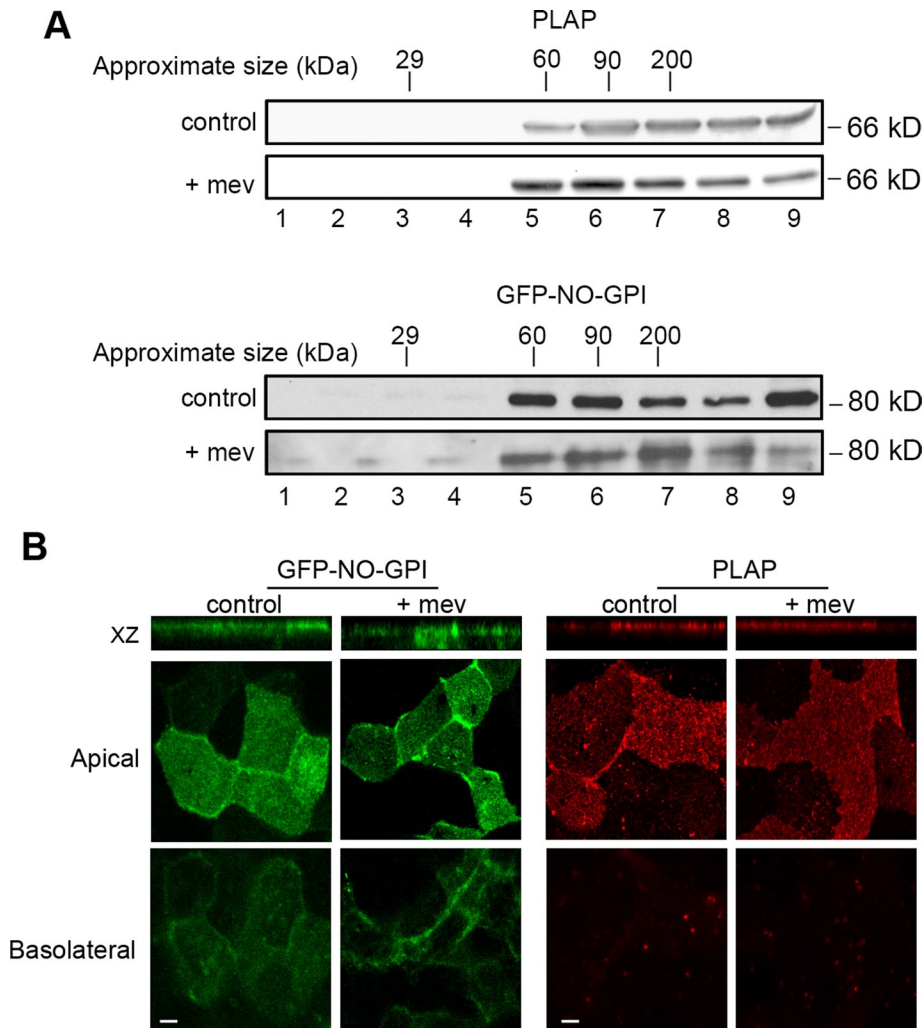 A
PLAP
Approximate size (kDa) 29 60 90 200
control 66 kD
+ mev 66 kD
1 2 3 4 5 6 7 8 9
GFP-NO-GPI
Approximate size (kDa) 29 60 90 200
control 80 kD
+ mev 80 kD
1 2 3 4 5 6 7 8 9
B
GFP-NO-GPI PLAP
control + mev control + mev
XZ
Apical
Basolateral